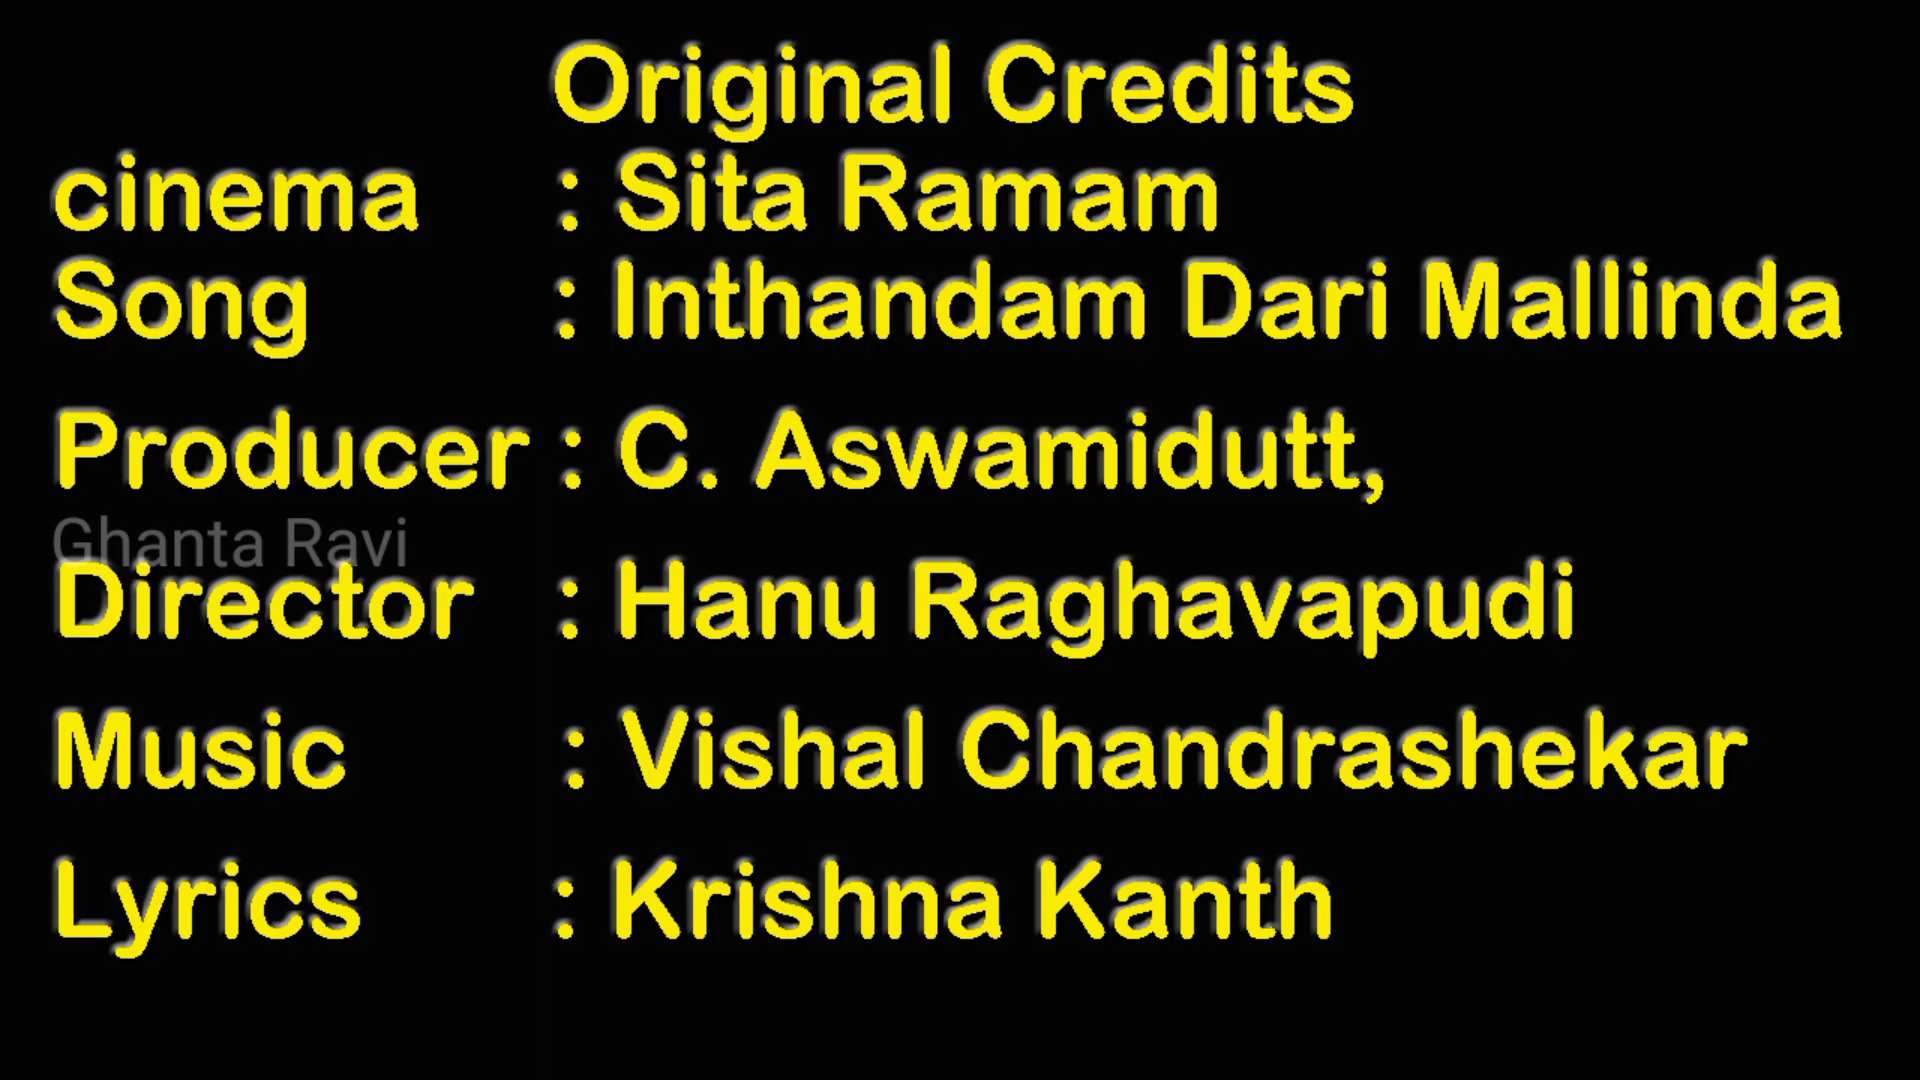 Original Credits
cinema : Sita Ramam
Song : Inthandam Dari Mallinda
Producer : C. Aswamidutt,
Ghanta Ravi
Director : Hanu Raghavapudi
Music : Vishal Chandrashekar
Lyrics : Krishna Kanth